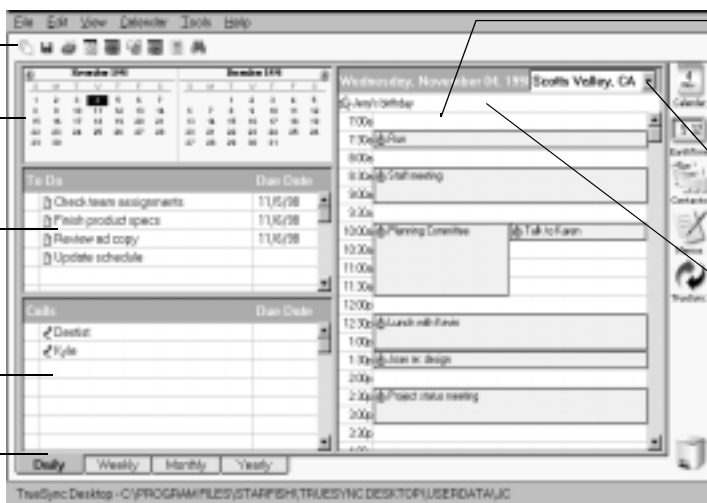 File Edit View Calendar Tools Help
November 1998 December 1998
Wednesday, November 04, 199 Scotts Valley, CA
Calendar
EarthTime
Contacts
Memos
TrueSync
To Do Due Date
Check team assignments 11/6/98
Finish product specs 11/6/98
Review ad copy 11/6/98
Update schedule
Calls Due Date
Dentist
Kyle
birthday
7:00a
7:30a Run
8:00a
8:30a Staff meeting
9:00a
9:30a
10:00a Planning Committee Talk to Karen
10:30a
11:00a
11:30a
12:00p
12:30p Lunch with Kevin
1:00p
1:30p design
2:00p
2:30p Project status meeting
3:00p
3:30p
Daily Weekly Monthly Yearly
TrueSync Desktop - C:\PROGRAM FILES\STARFISH\TRUESYNC DESKTOP\USERDATA\JC